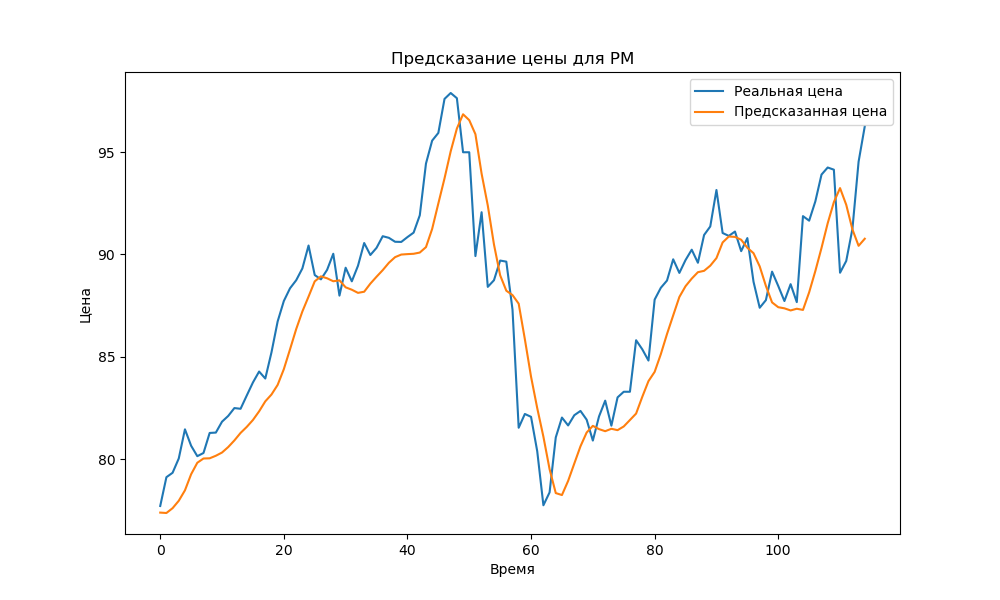 Предсказание цены для PM
Реальная цена
Предсказанная цена
Цена
95
90
85
80
0 20 40 60 80 100
Время